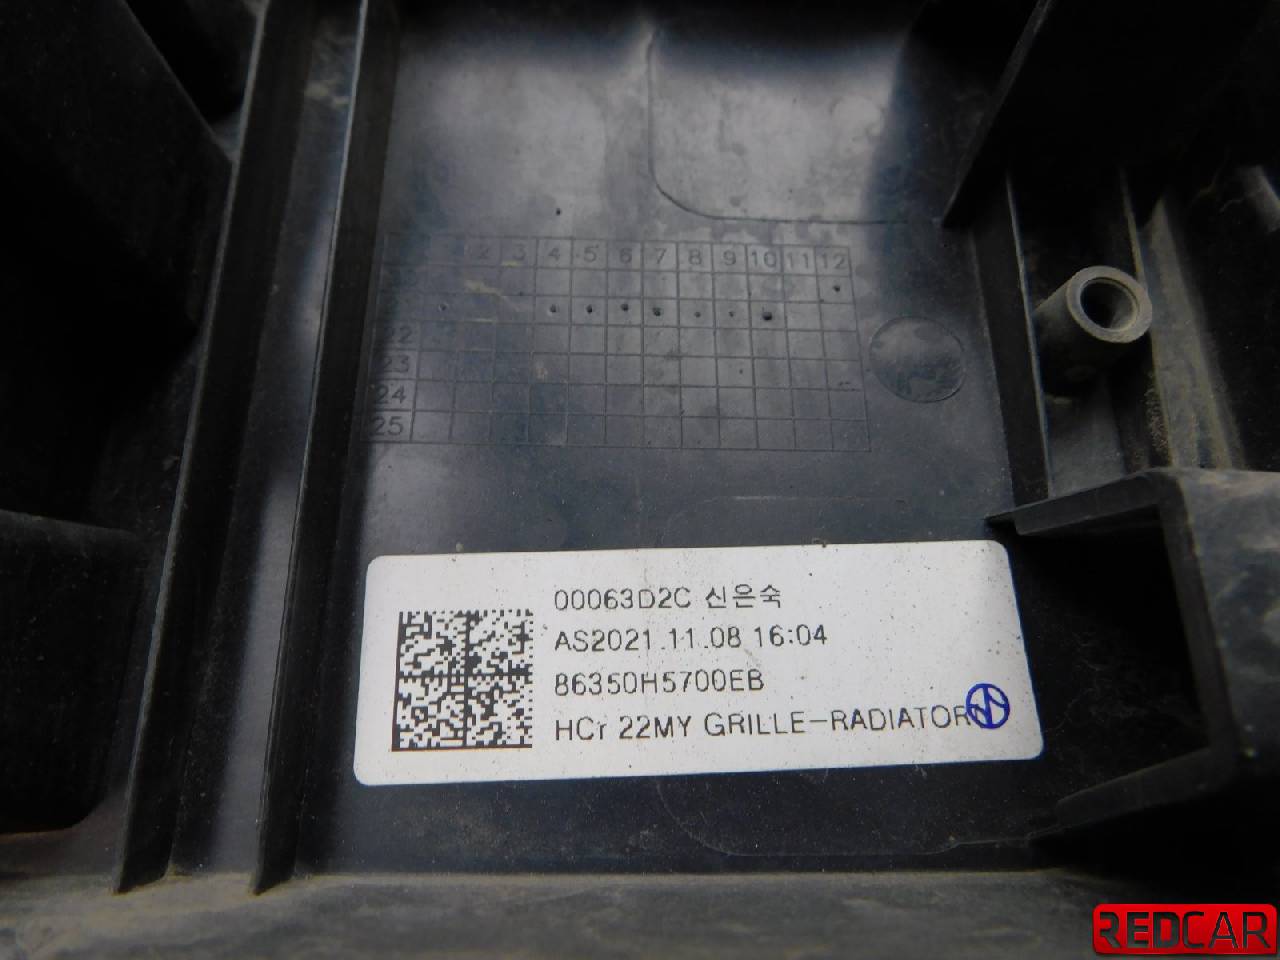 2 3 4 5 6 7 8 9 10 11 12
22
23
24
25
00063D2C 신은숙
AS2021.11.08 16:04
86350H5700EB
HCr 22MY GRILLE-RADIATOR
REDCAR